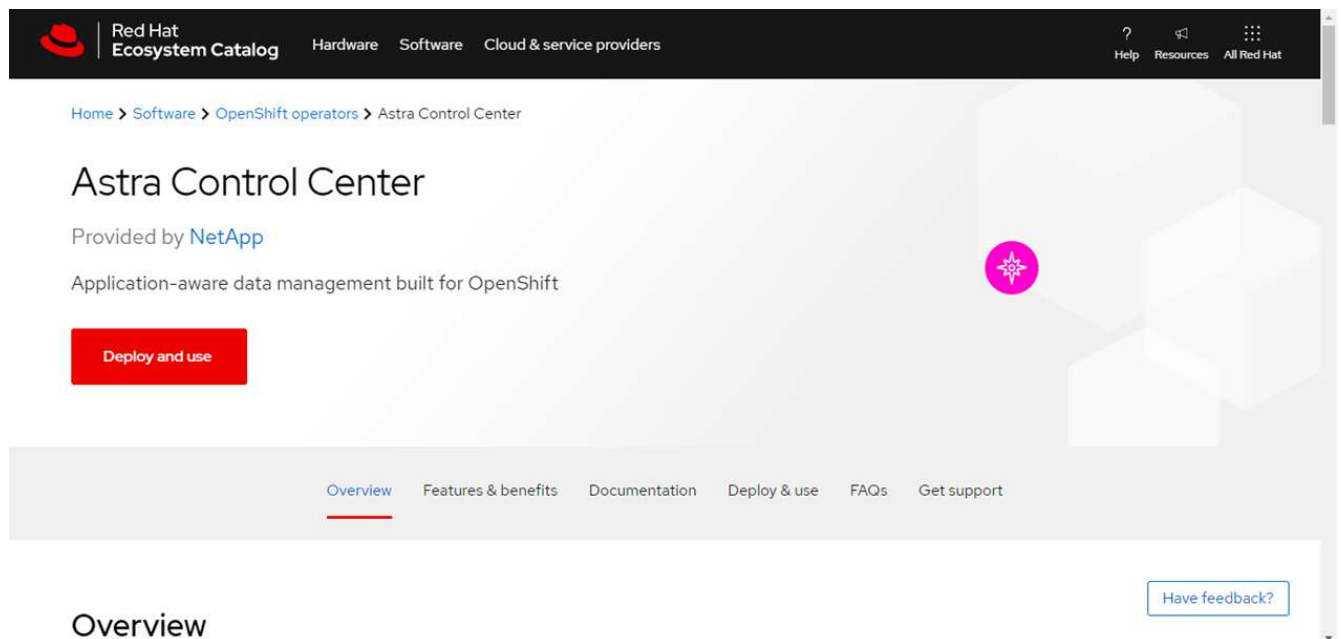 Red Hat
Ecosystem Catalog
Hardware Software Cloud & service providers
? Help Resources All Red Hat
Home > Software > OpenShift operators > Astra Control Center
Astra Control Center
Provided by NetApp
Application-aware data management built for OpenShift
Deploy and use
Overview Features & benefits Documentation Deploy & use FAQs Get support
Have feedback?
Overview